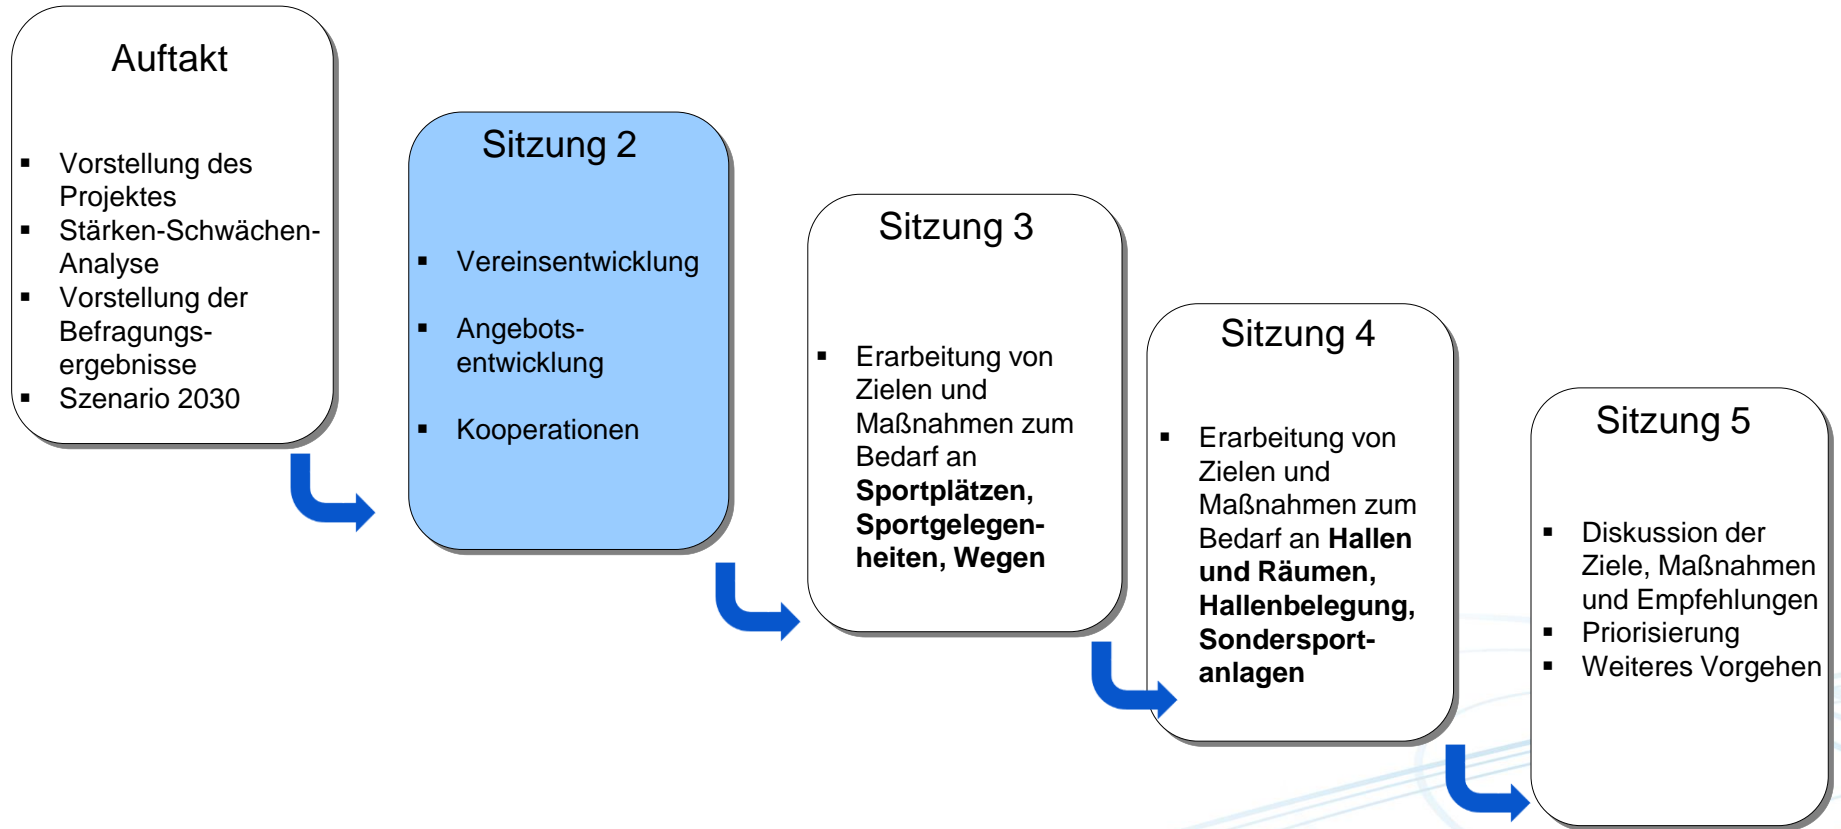 Auftakt
▪ Vorstellung des
Projektes
▪ Stärken-Schwächen-
Analyse
▪ Vorstellung der
Befragungs-
ergebnisse
▪ Szenario 2030
Sitzung 2
▪ Vereinsentwicklung
▪ Angebots-
entwicklung
▪ Kooperationen
Sitzung 3
▪ Erarbeitung von
Zielen und
Maßnahmen zum
Bedarf an
Sportplätzen,
Sportgelegen-
heiten, Wegen
Sitzung 4
▪ Erarbeitung von
Zielen und
Maßnahmen zum
Bedarf an Hallen
und Räumen,
Hallenbelegung,
Sondersport-
anlagen
Sitzung 5
▪ Diskussion der
Ziele, Maßnahmen
und Empfehlungen
▪ Priorisierung
▪ Weiteres Vorgehen